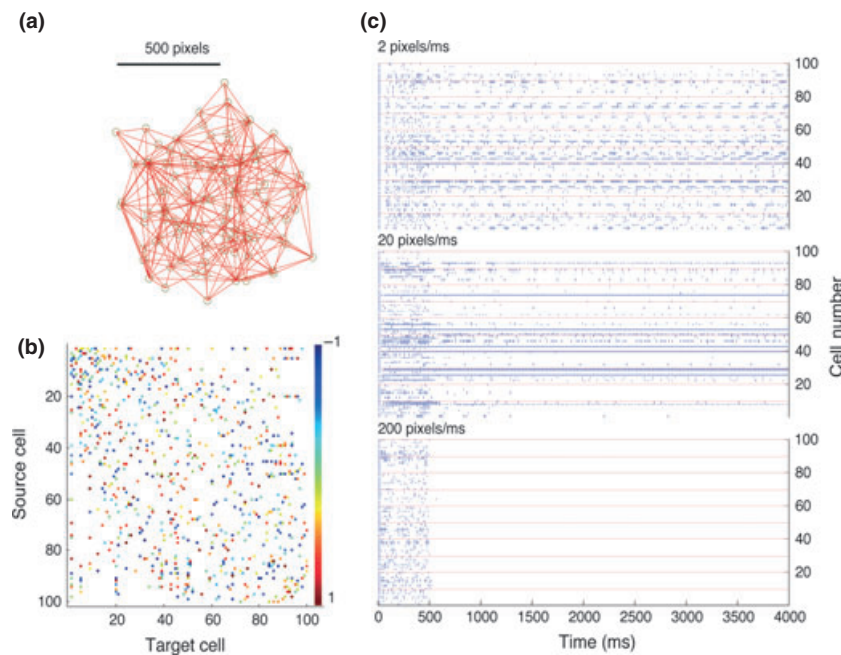 (a)
500 pixels
(b)
−1
1
Source cell
20
40
60
80
100
20 40 60 80 100
Target cell
(c)
2 pixels/ms
100
80
60
40
20
20 pixels/ms
100
80
60
40
20
200 pixels/ms
100
80
60
40
20
Cell number
0 500 1000 1500 2000 2500 3000 3500 4000
Time (ms)